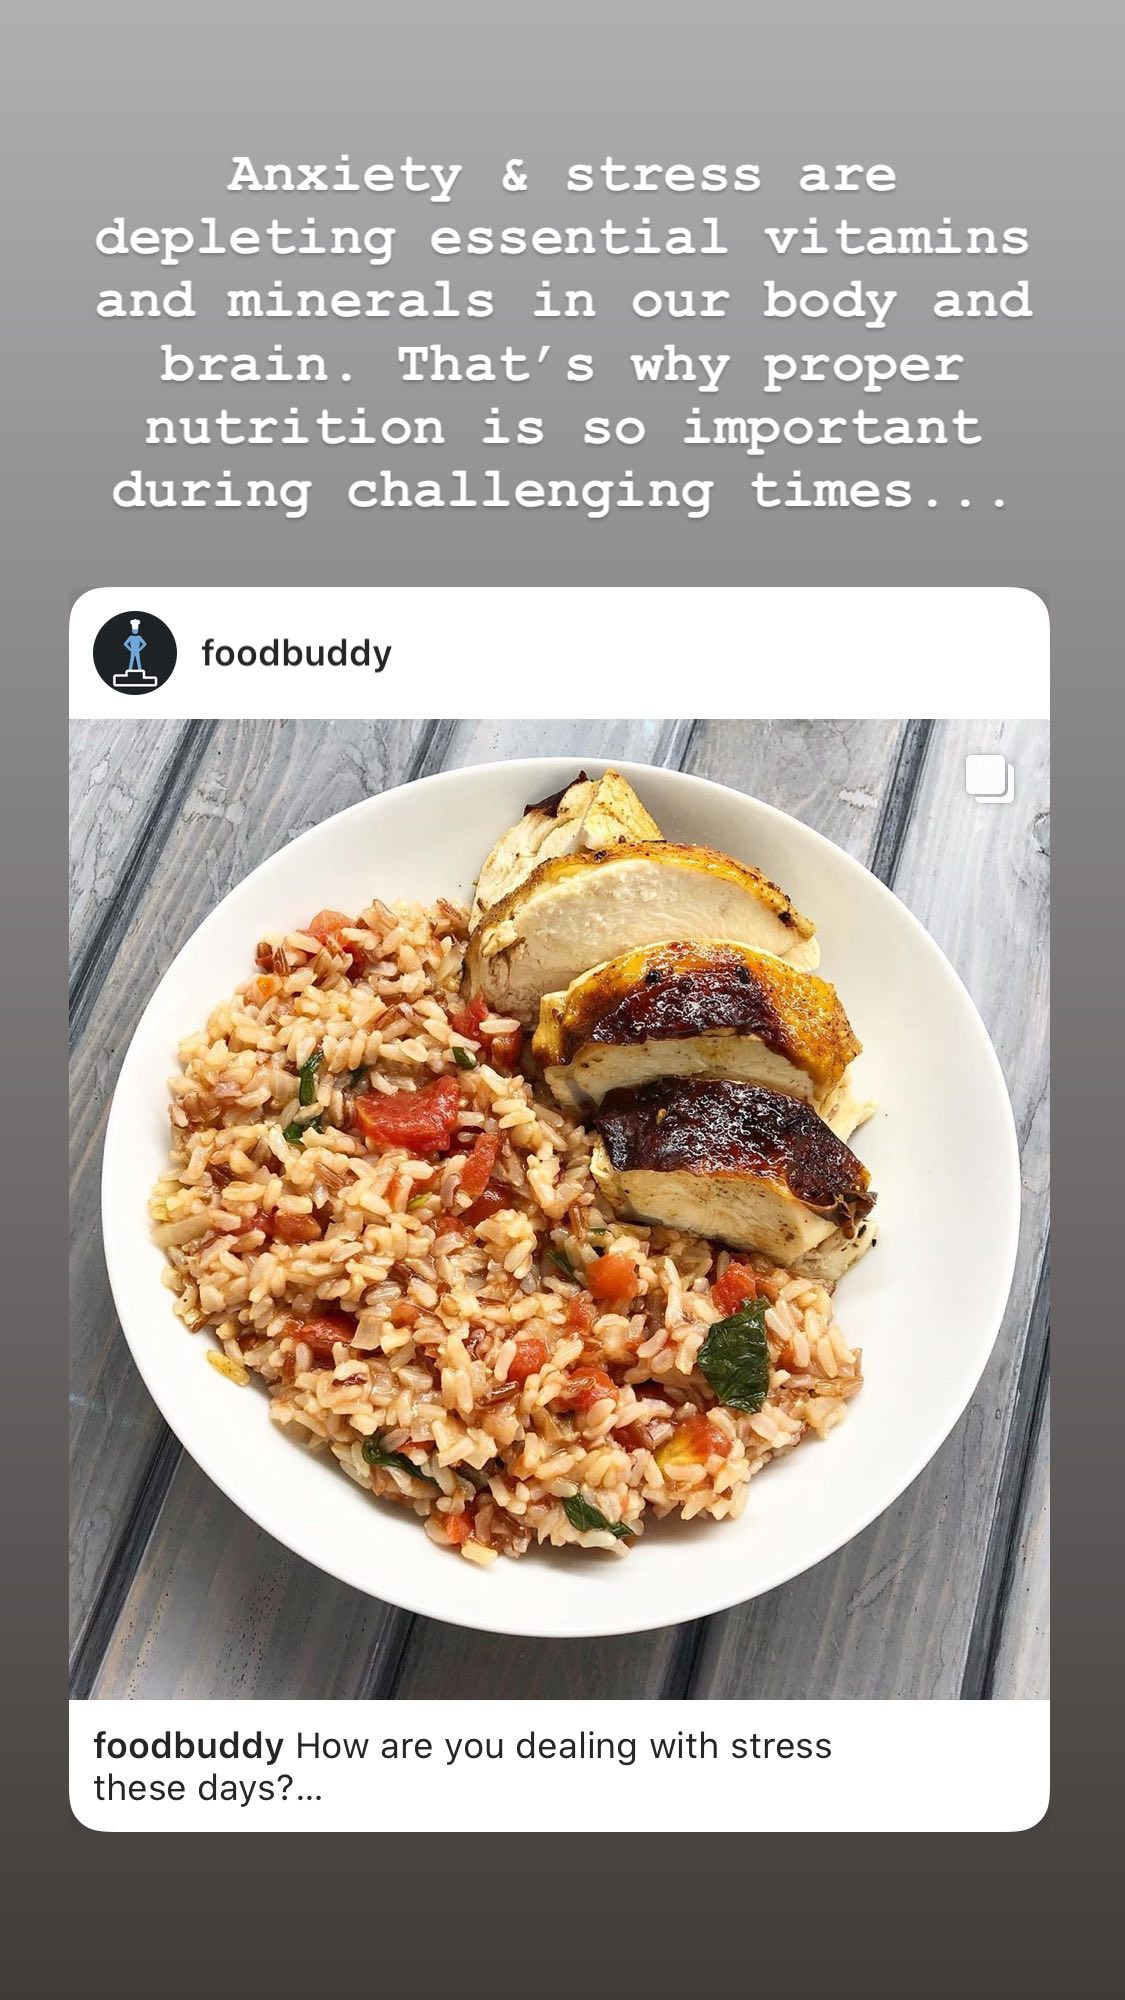 Anxiety & stress are
depleting essential vitamins
and minerals in our body and
brain. That’s why proper
nutrition is so important
during challenging times...
foodbuddy
foodbuddy How are you dealing with stress
these days?...